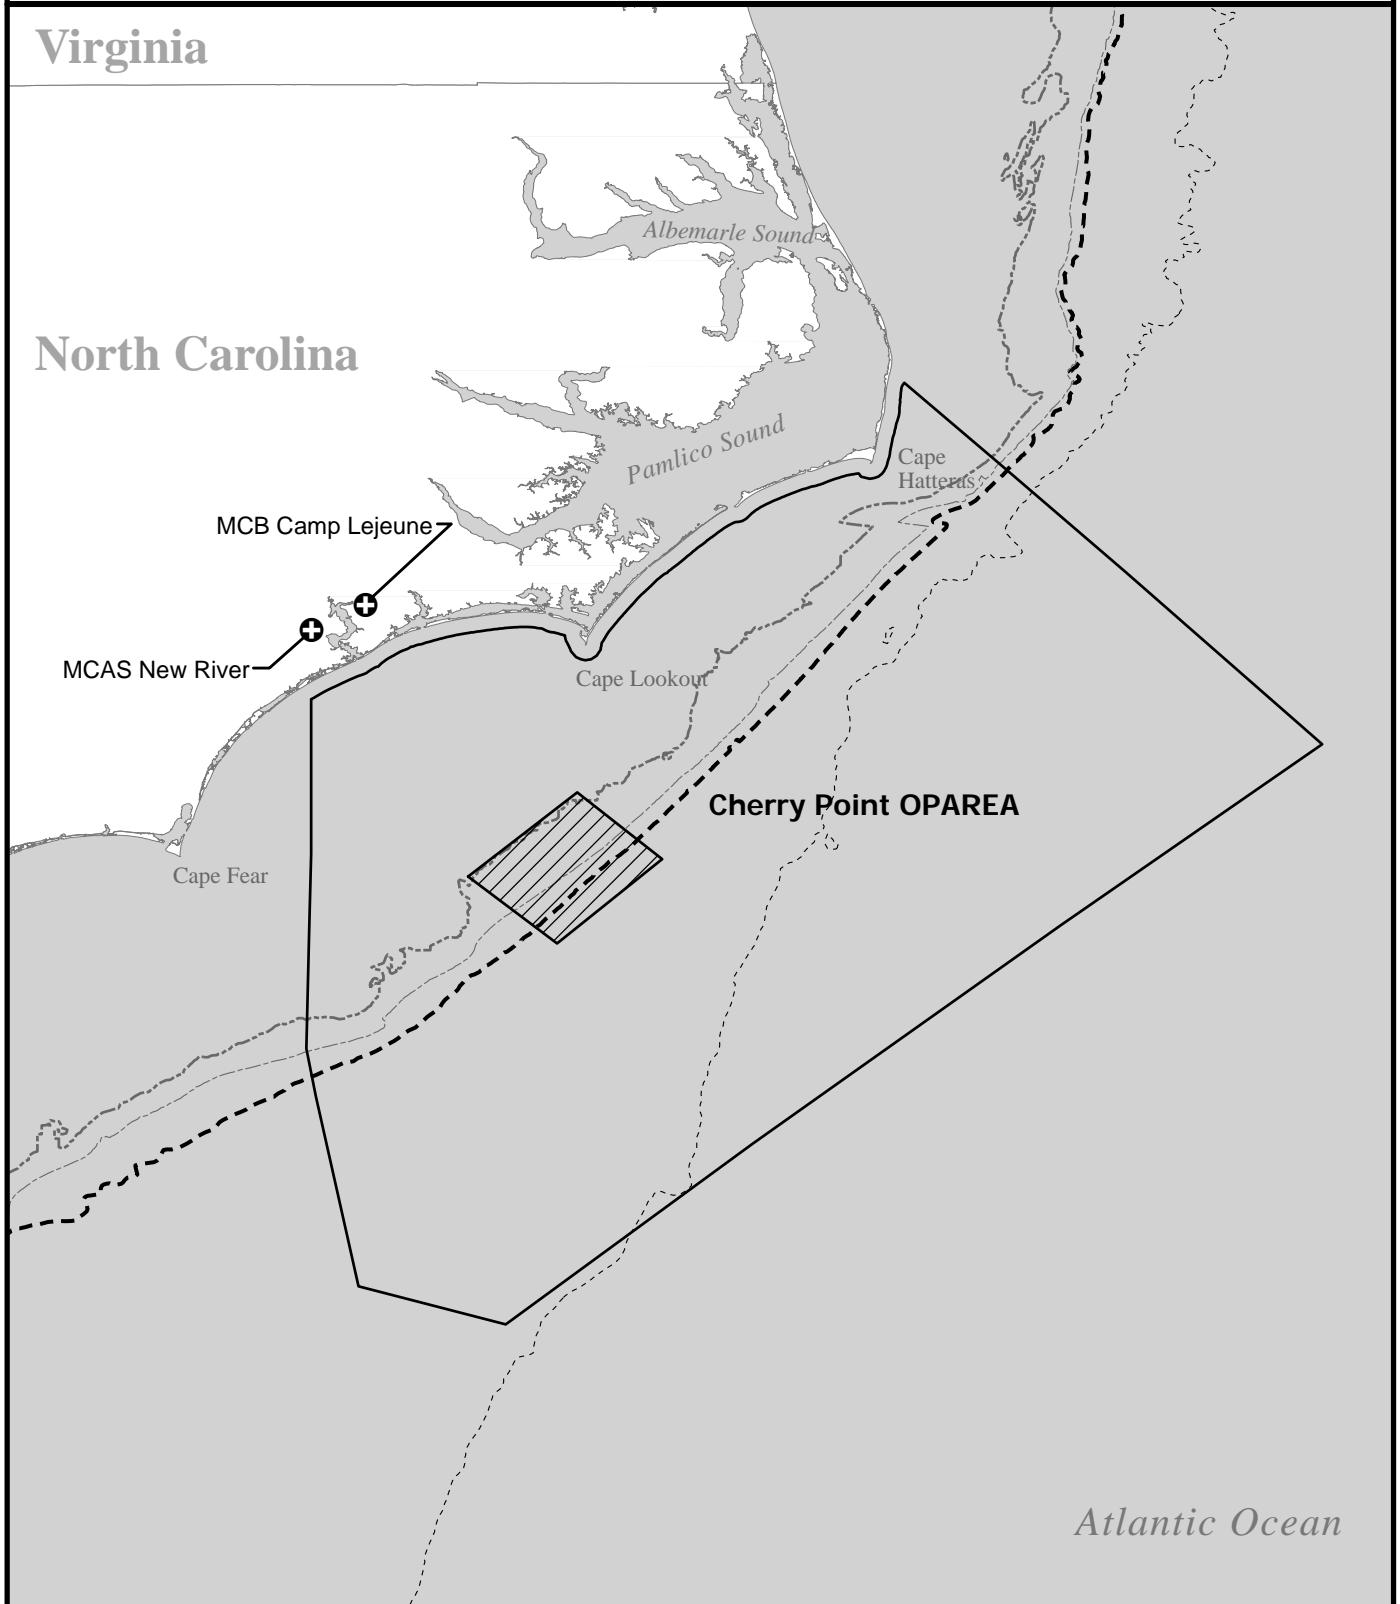 Virginia
Albemarle Sound
North Carolina
Pamlico Sound
Cape
Hatteras
MCB Camp Lejeune
MCAS New River
Cape Lookout
Cherry Point OPAREA
Cape Fear
Atlantic Ocean